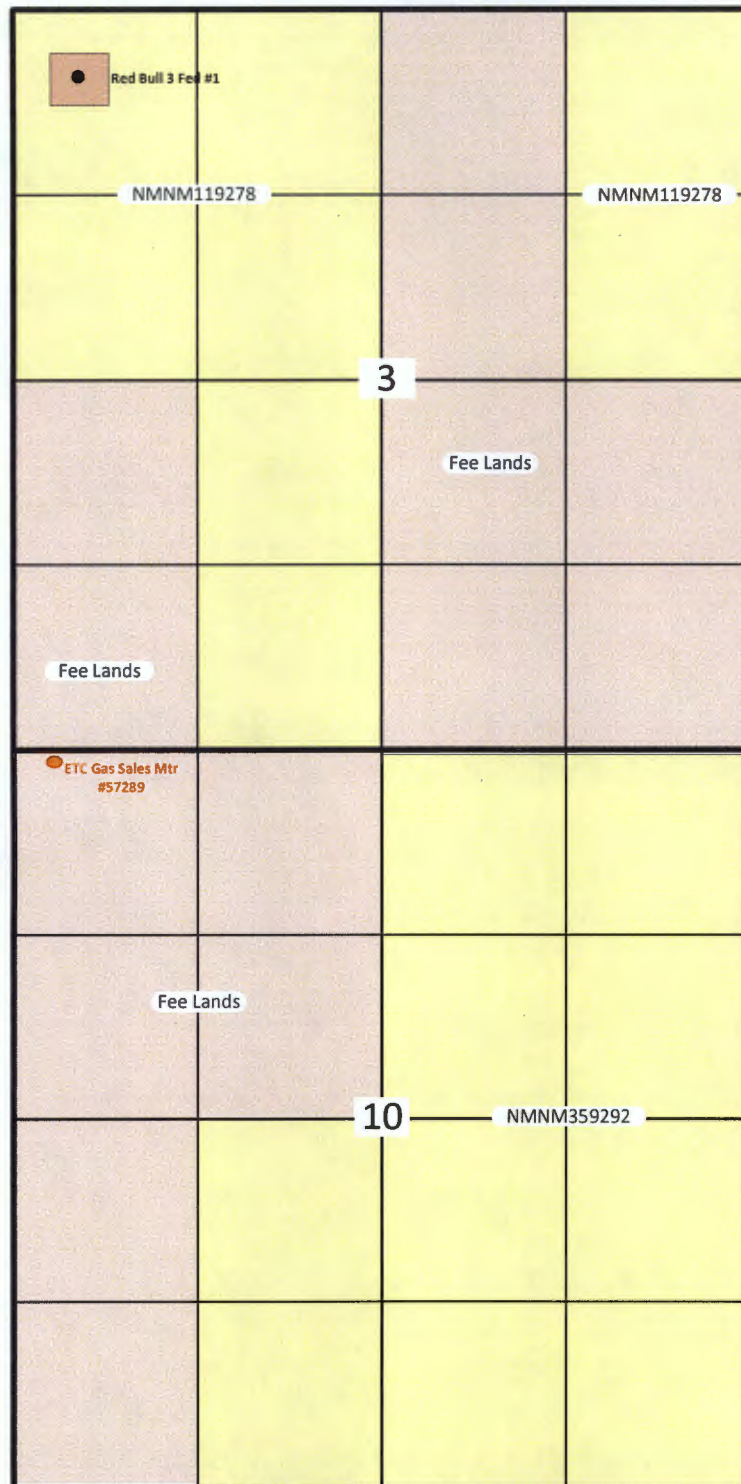 Red Bull 3 Fed #1
NMNM119278
NMNM119278
3
Fee Lands
Fee Lands
ETC Gas Sales Mtr
#57289
Fee Lands
10
NMNM359292